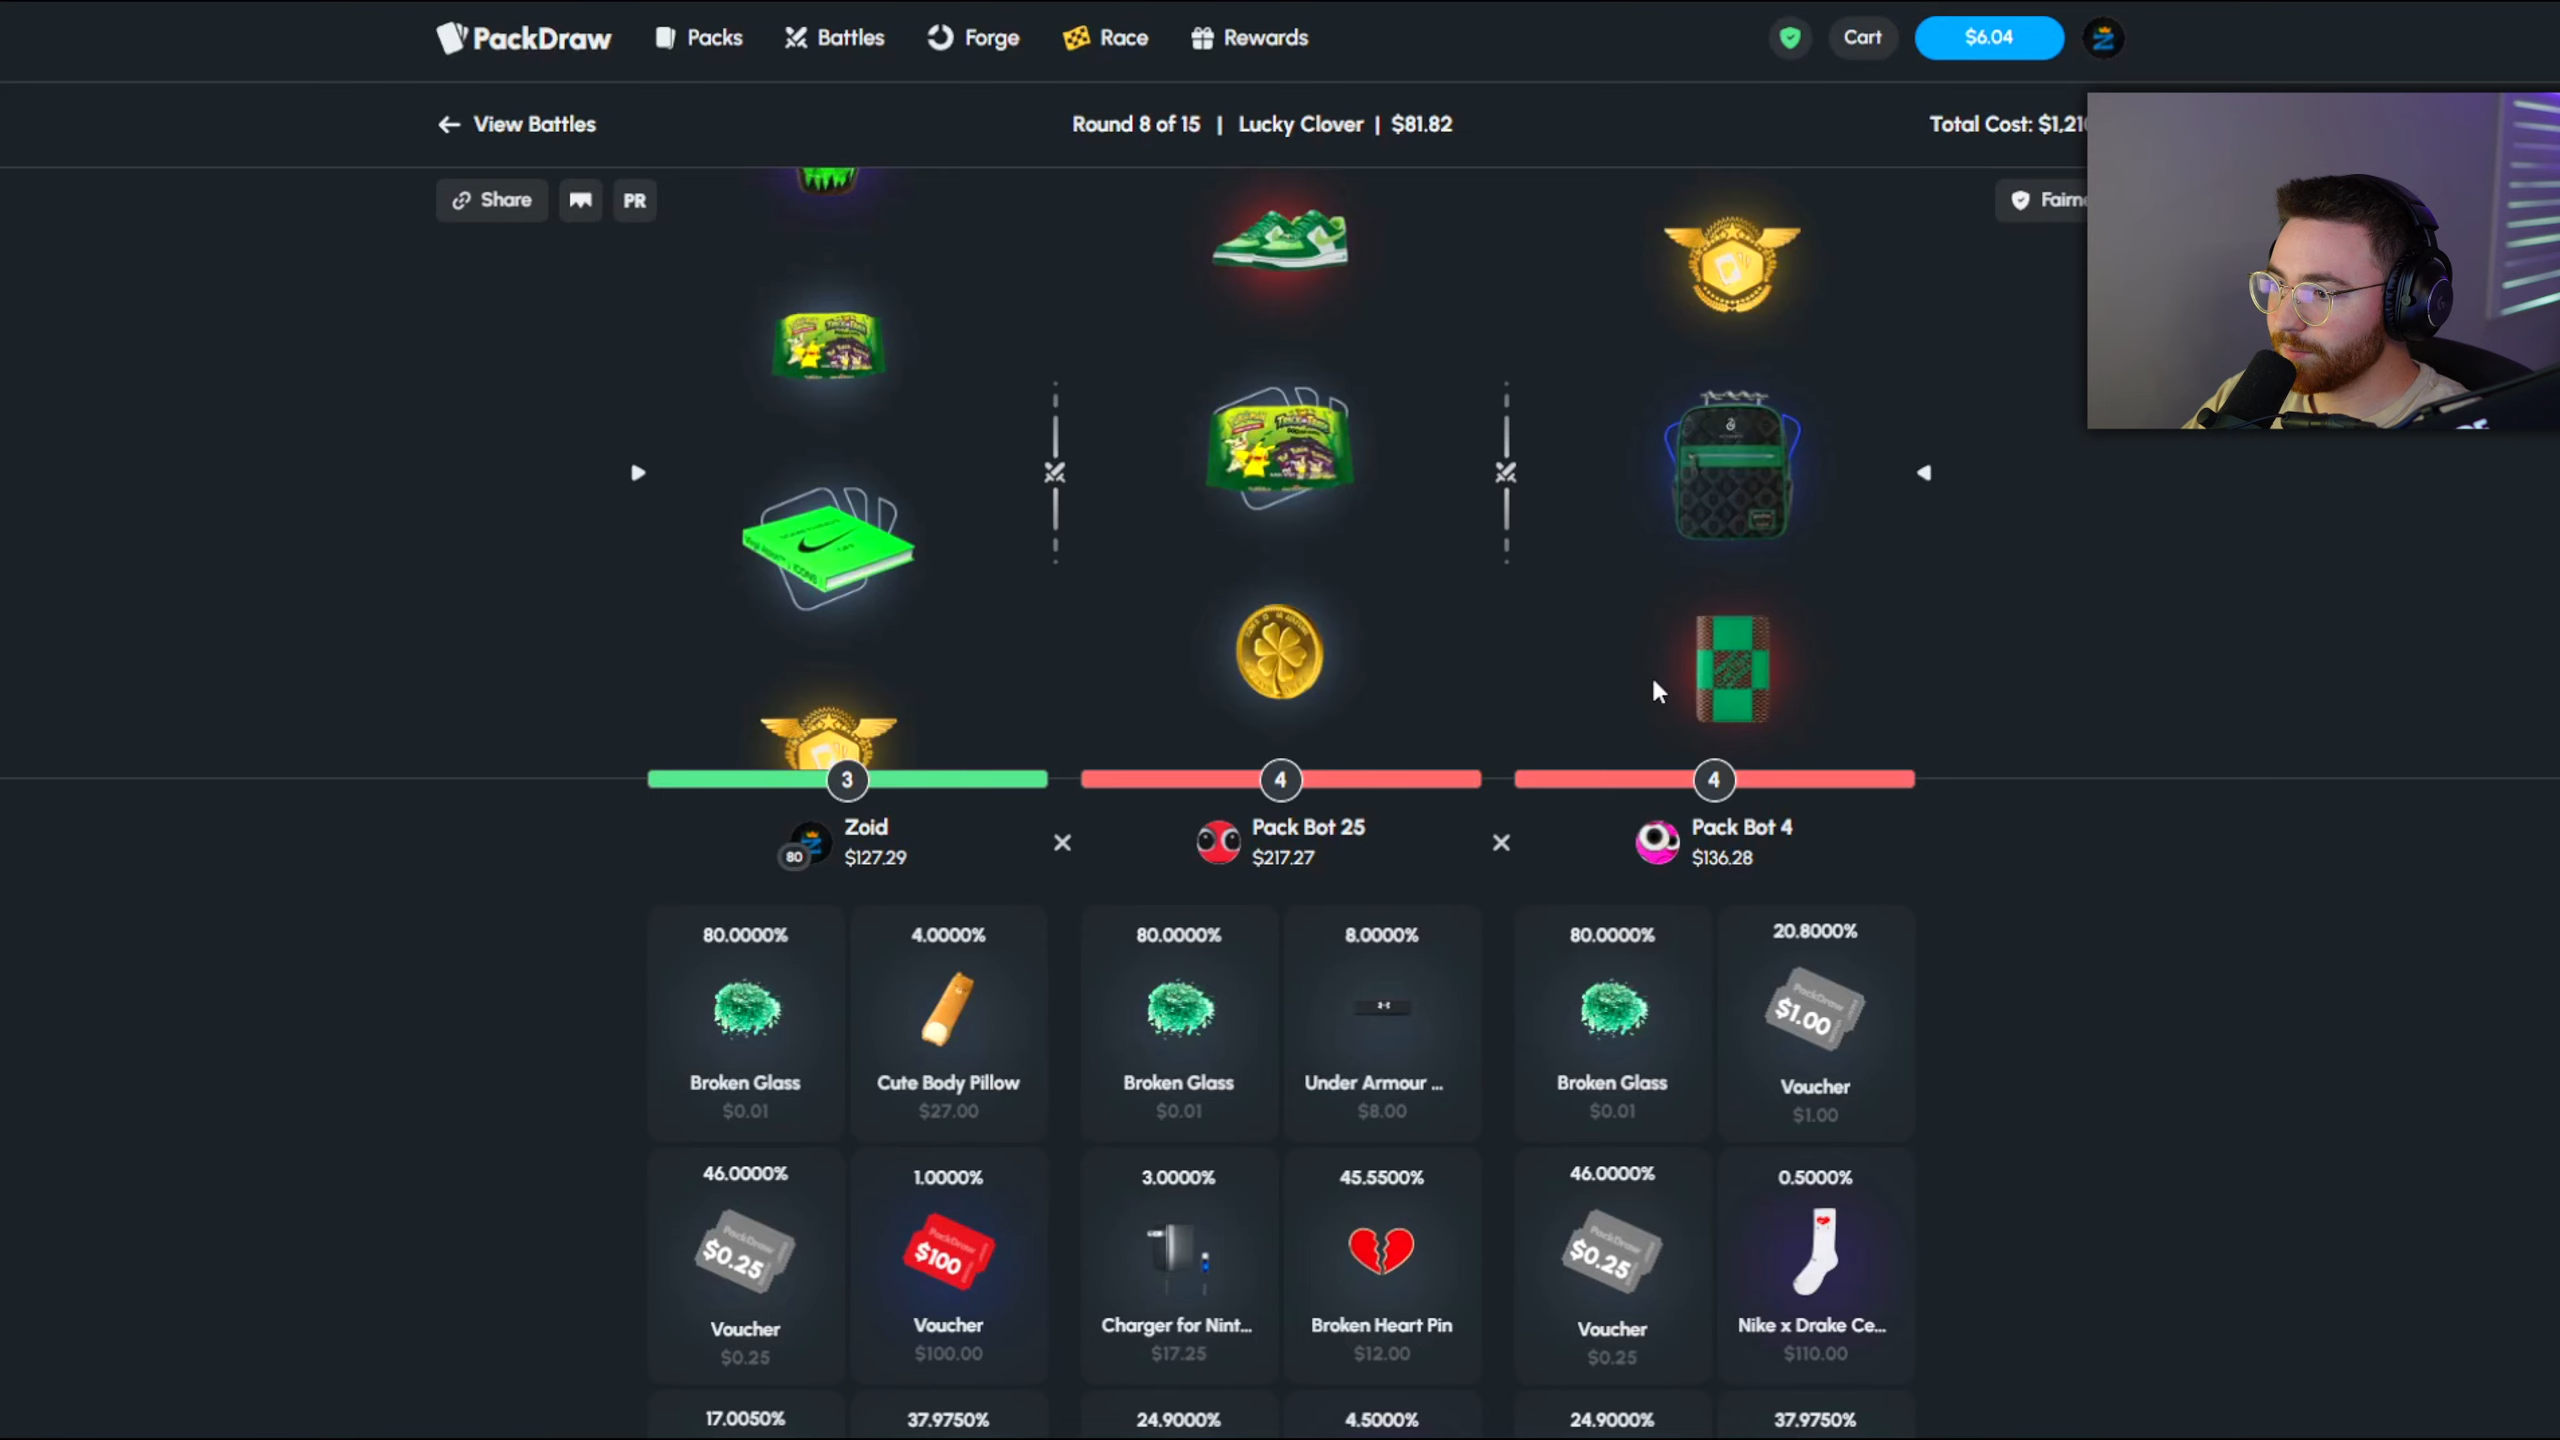 PackDraw Packs Battles Forge Race Rewards Cart $6.04
View Battles Round 8 of 15 | Lucky Clover | $81.82 Total Cost:
Share PR
3 4 4
Zoid Pack Bot 25 Pack Bot 4
80 $127.29 $217.27 $136.28
80.0000% 4.0000% 80.0000% 8.0000% 80.0000% 20.8000%
PackDraw
$1.00
Broken Glass Cute Body Pillow Broken Glass Under Armour ... Broken Glass Voucher
$0.01 $27.00 $0.01 $8.00 $0.01 $1.00
46.0000% 1.0000% 3.0000% 45.5500% 46.0000% 0.5000%
PackDraw PackDraw PackDraw
$0.25 $100 $0.25
Voucher Voucher Charger for Nint... Broken Heart Pin Voucher Nike x Drake Ce...
$0.25 $100.00 $17.25 $12.00 $0.25 $110.00
17.0050% 37.9750% 24.9000% 4.5000% 24.9000% 37.9750%